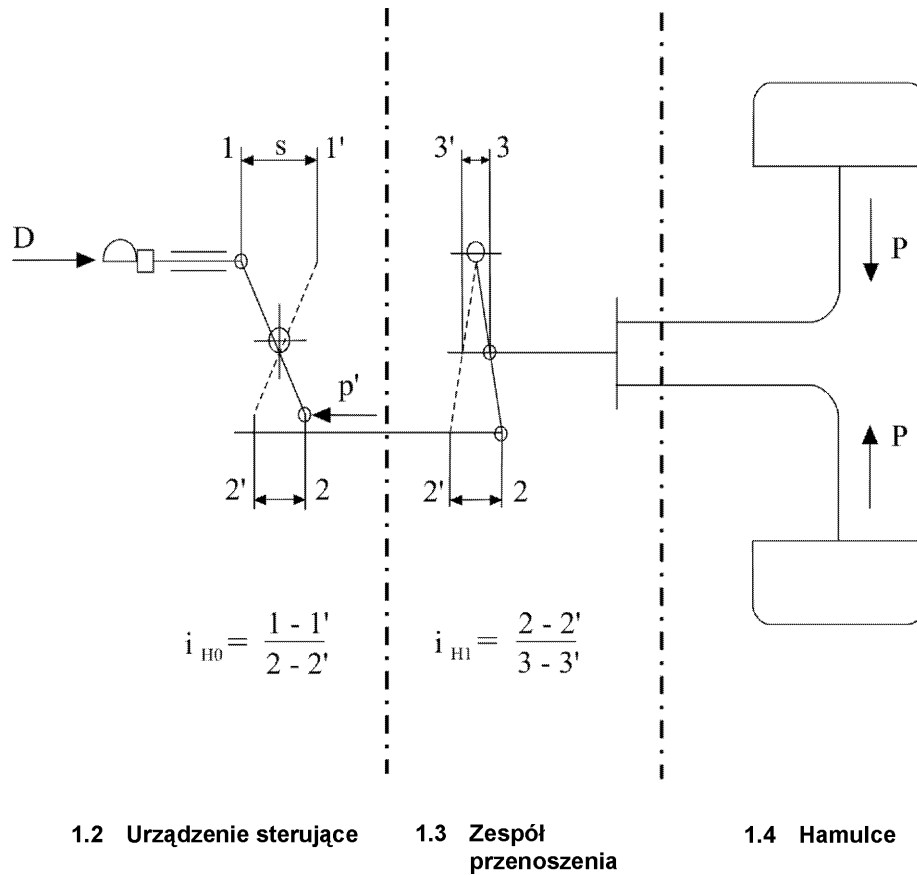 1 s 1' 3' 3
D
P
p'
P
2' 2 2' 2
i H0 = 1 - 1' / 2 - 2'
i H1 = 2 - 2' / 3 - 3'
1.2 Urządzenie sterujące
1.3 Zespół
przenoszenia
1.4 Hamulce